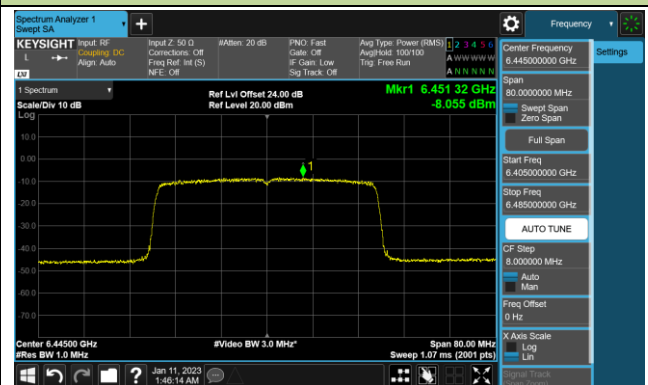 Spectrum Analyzer 1
Swept SA
+
Frequency
KEYSIGHT
Input: RF
Coupling: DC
Align: Auto
Input Z: 50 Ω
Corrections: Off
Freq Ref: Int (S)
NFE: Off
#Atten: 20 dB
PNO: Fast
Gate: Off
IF Gain: Low
Sig Track: Off
Avg Type: Power (RMS)
Avg|Hold: 100/100
Trig: Free Run
1 2 3 4 5 6
A W W W W W
A N N N N N
L
LXI
1 Spectrum
Scale/Div 10 dB
Log
Ref Lvl Offset 24.00 dB
Ref Level 20.00 dBm
Mkr1 6.451 32 GHz
-8.055 dBm
10.0
0.00
-10.0
-20.0
-30.0
-40.0
-50.0
-60.0
-70.0
1
Center 6.44500 GHz
#Res BW 1.0 MHz
#Video BW 3.0 MHz*
Span 80.00 MHz
Sweep 1.07 ms (2001 pts)
Center Frequency
6.445000000 GHz
Settings
Span
80.0000000 MHz
Swept Span
Zero Span
Full Span
Start Freq
6.405000000 GHz
Stop Freq
6.485000000 GHz
AUTO TUNE
CF Step
8.000000 MHz
Auto
Man
Freq Offset
0 Hz
X Axis Scale
Log
Lin
Signal Track
(Span Zoom)
?
Jan 11, 2023
1:46:14 AM